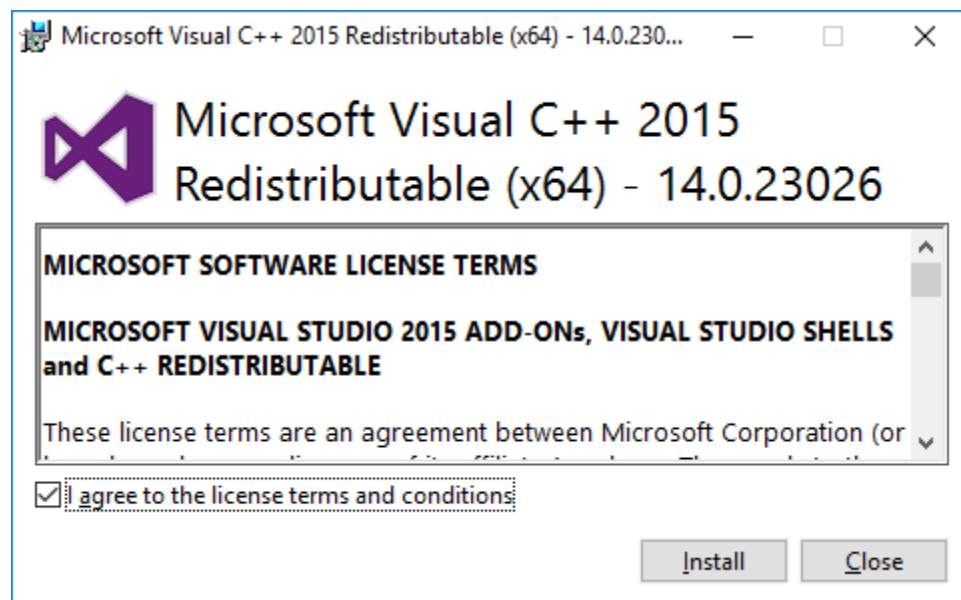 Microsoft Visual C++ 2015 Redistributable (x64) - 14.0.230...
Microsoft Visual C++ 2015
Redistributable (x64) - 14.0.23026
MICROSOFT SOFTWARE LICENSE TERMS
MICROSOFT VISUAL STUDIO 2015 ADD-ONs, VISUAL STUDIO SHELLS
and C++ REDISTRIBUTABLE
These license terms are an agreement between Microsoft Corporation (or
I agree to the license terms and conditions
Install
Close